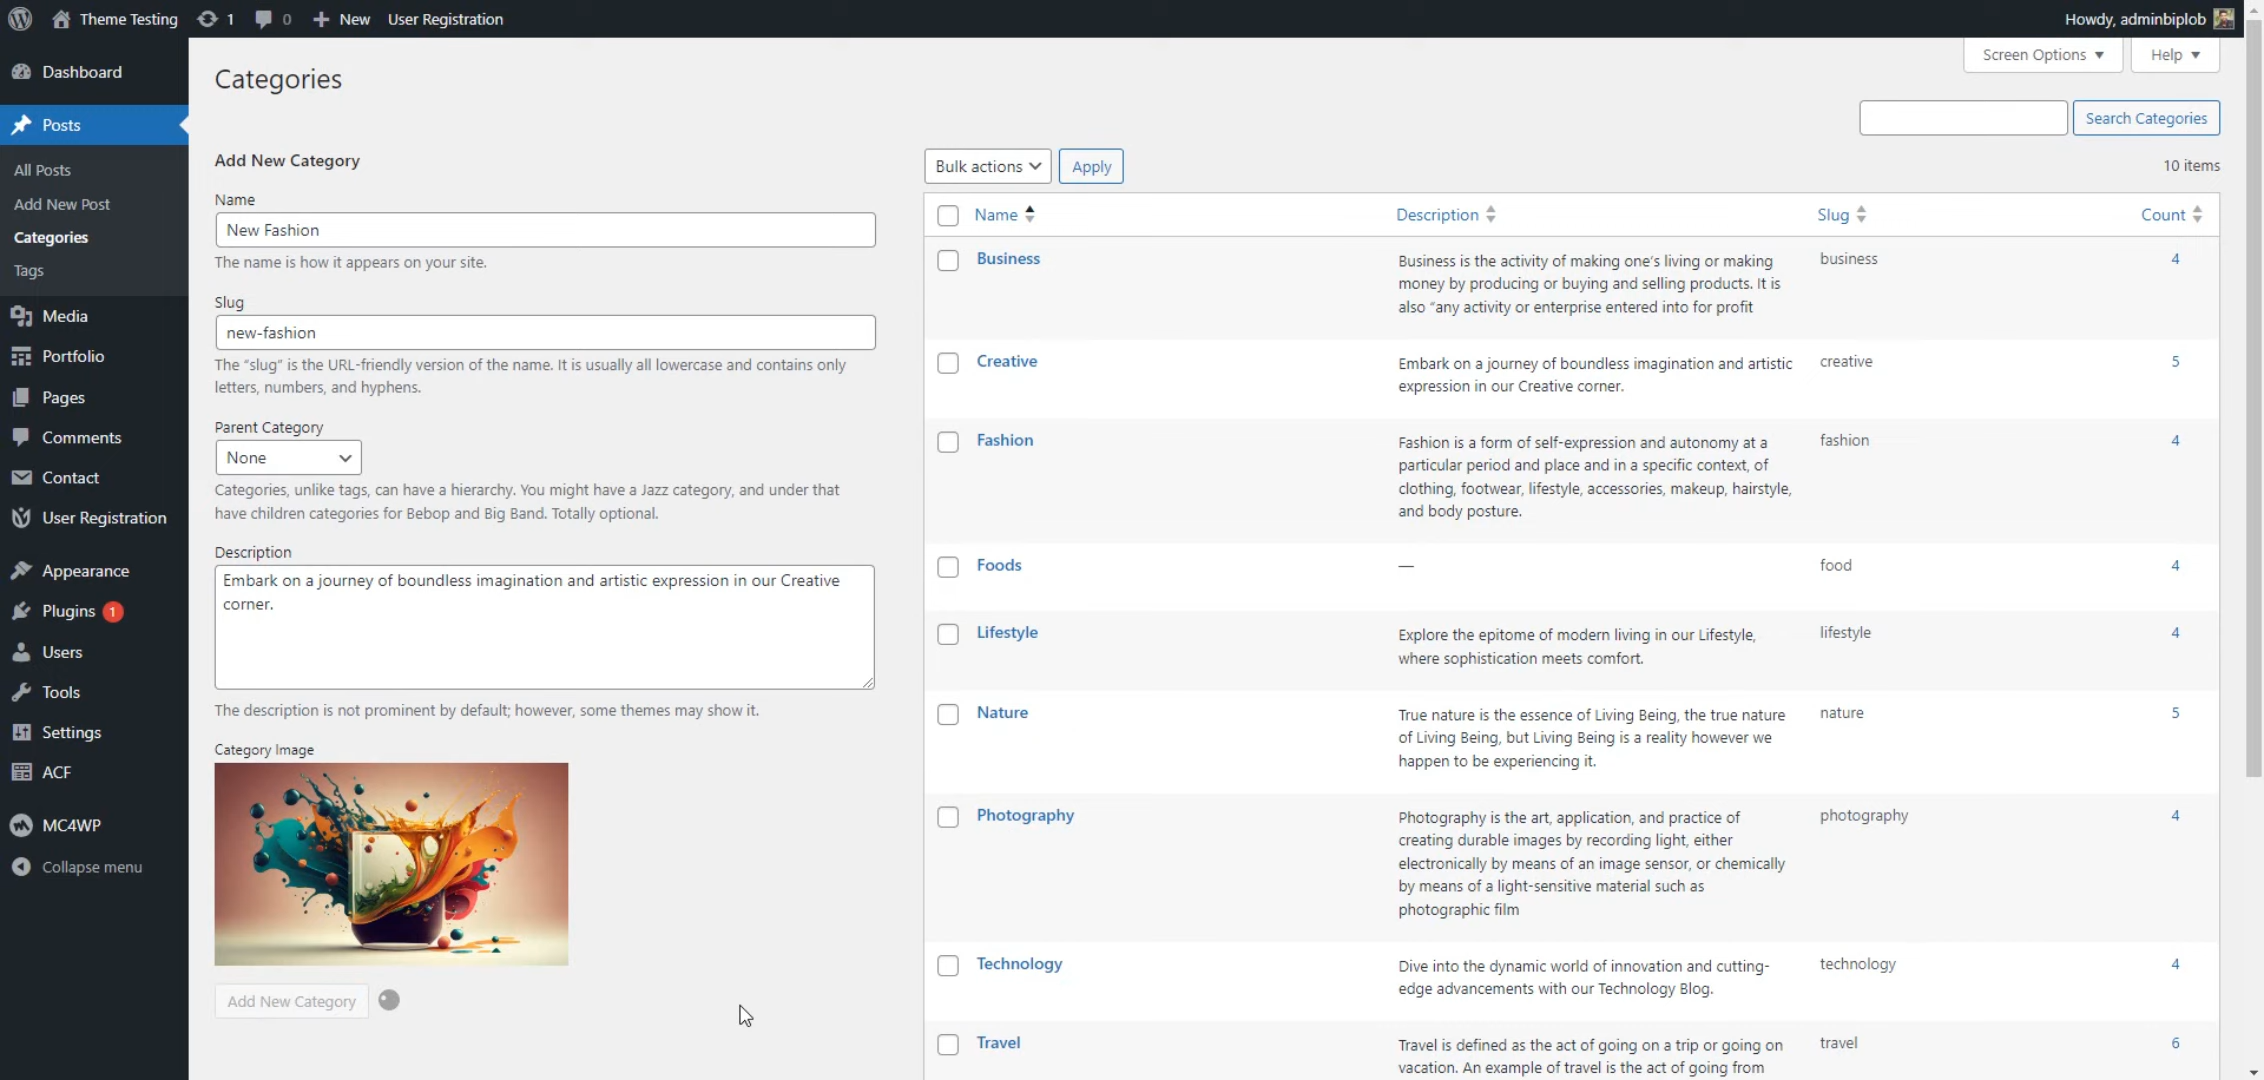 Theme Testing 1 0 New User Registration Howdy, adminbiplob
Dashboard
Posts
All Posts
Add New Post
Categories
Tags
Media
Portfolio
Pages
Comments
Contact
User Registration
Appearance
Plugins 1
Users
Tools
Settings
ACF
MC4WP
Collapse menu
Screen Options Help
Categories
Search Categories
Add New Category
Name
New Fashion
The name is how it appears on your site.
Slug
new-fashion
The “slug” is the URL-friendly version of the name. It is usually all lowercase and contains only
letters, numbers, and hyphens.
Parent Category
None
Categories, unlike tags, can have a hierarchy. You might have a Jazz category, and under that
have children categories for Bebop and Big Band. Totally optional.
Description
Embark on a journey of boundless imagination and artistic expression in our Creative
corner.
The description is not prominent by default; however, some themes may show it.
Category Image
Add New Category
Bulk actions Apply 10 items
Name Description Slug Count
Business Business is the activity of making one’s living or making business 4
money by producing or buying and selling products. It is
also “any activity or enterprise entered into for profit
Creative Embark on a journey of boundless imagination and artistic creative 5
expression in our Creative corner.
Fashion Fashion is a form of self-expression and autonomy at a fashion 4
particular period and place and in a specific context, of
clothing, footwear, lifestyle, accessories, makeup, hairstyle,
and body posture.
Foods — food 4
Lifestyle Explore the epitome of modern living in our Lifestyle, lifestyle 4
where sophistication meets comfort.
Nature True nature is the essence of Living Being, the true nature nature 5
of Living Being, but Living Being is a reality however we
happen to be experiencing it.
Photography Photography is the art, application, and practice of photography 4
creating durable images by recording light, either
electronically by means of an image sensor, or chemically
by means of a light-sensitive material such as
photographic film
Technology Dive into the dynamic world of innovation and cutting- technology 4
edge advancements with our Technology Blog.
Travel Travel is defined as the act of going on a trip or going on travel 6
vacation. An example of travel is the act of going from